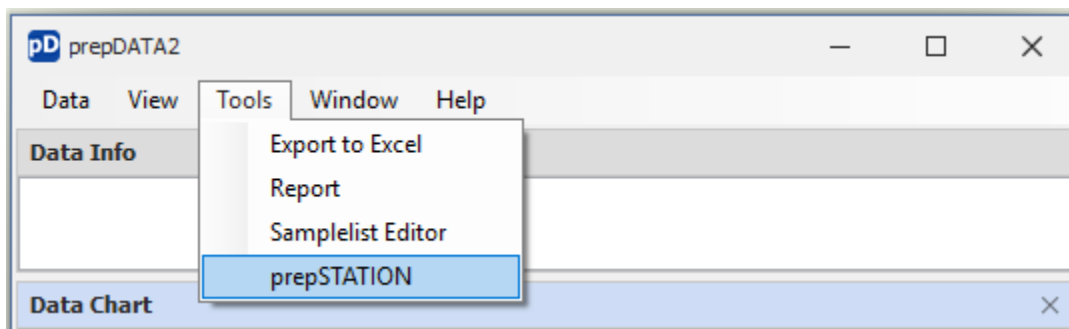 pD prepDATA2
Data View Tools Window Help
Data Info
Export to Excel
Report
Samplelist Editor
prepSTATION
Data Chart